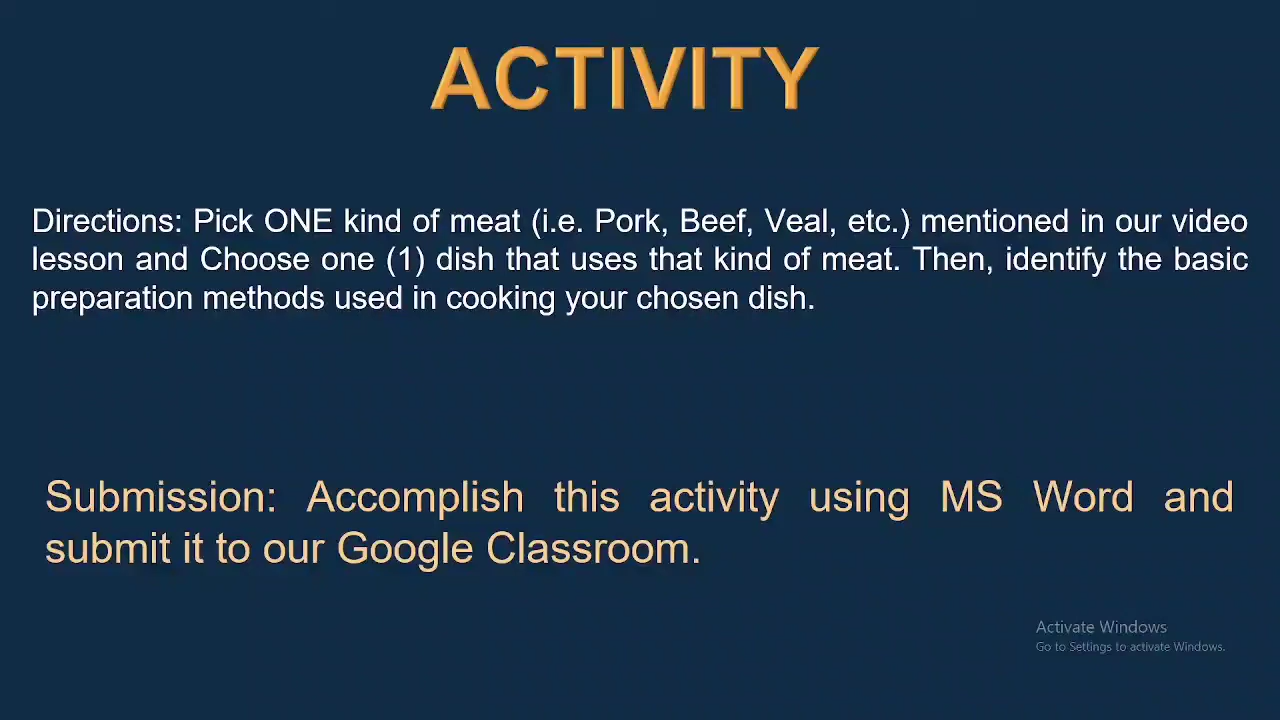 ACTIVITY
Directions: Pick ONE kind of meat (i.e. Pork, Beef, Veal, etc.) mentioned in our video
lesson and Choose one (1) dish that uses that kind of meat. Then, identify the basic
preparation methods used in cooking your chosen dish.
Submission: Accomplish this activity using MS Word and
submit it to our Google Classroom.
Activate Windows
Go to Settings to activate Windows.